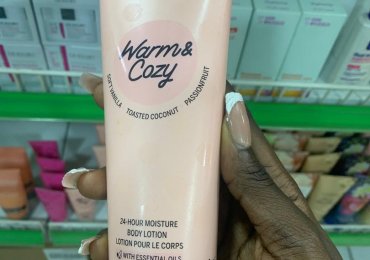 Warm &
Cozy
SOFT VANILLA TOASTED COCONUT PASSIONFRUIT
24-HOUR MOISTURE
BODY LOTION
LOTION POUR LE CORPS
WITH ESSENTIAL OILS